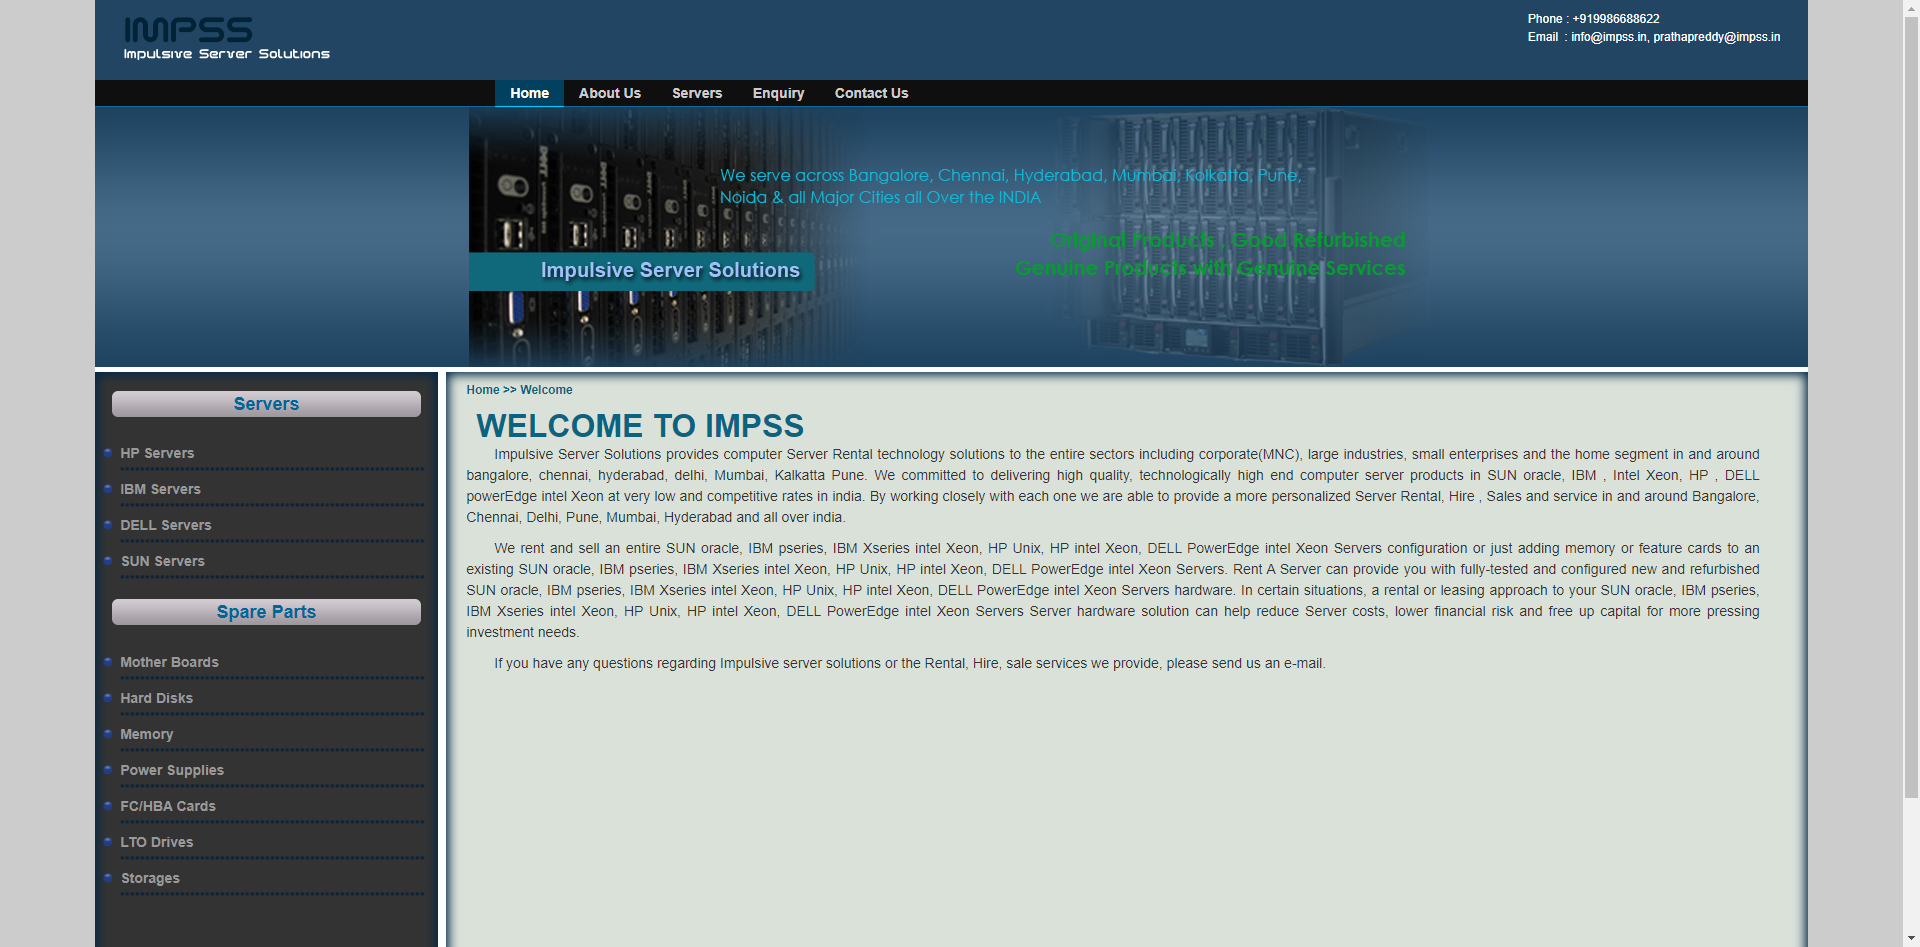 IMPSS
Impulsive Server Solutions
Phone : +919986688622
Email : info@impss.in, prathapreddy@impss.in
Home About Us Servers Enquiry Contact Us
We serve across Bangalore, Chennai, Hyderabad, Mumbai, Kolkatta, Pune,
Noida & all Major Cities all Over the INDIA
Original Products , Good Refurbished
Genuine Products with Genuine Services
Impulsive Server Solutions
Servers
HP Servers
IBM Servers
DELL Servers
SUN Servers
Spare Parts
Mother Boards
Hard Disks
Memory
Power Supplies
FC/HBA Cards
LTO Drives
Storages
Home >> Welcome
WELCOME TO IMPSS
Impulsive Server Solutions provides computer Server Rental technology solutions to the entire sectors including corporate(MNC), large industries, small enterprises and the home segment in and around
bangalore, chennai, hyderabad, delhi, Mumbai, Kalkatta Pune. We committed to delivering high quality, technologically high end computer server products in SUN oracle, IBM , Intel Xeon, HP , DELL
powerEdge intel Xeon at very low and competitive rates in india. By working closely with each one we are able to provide a more personalized Server Rental, Hire , Sales and service in and around Bangalore,
Chennai, Delhi, Pune, Mumbai, Hyderabad and all over india.
We rent and sell an entire SUN oracle, IBM pseries, IBM Xseries intel Xeon, HP Unix, HP intel Xeon, DELL PowerEdge intel Xeon Servers configuration or just adding memory or feature cards to an
existing SUN oracle, IBM pseries, IBM Xseries intel Xeon, HP Unix, HP intel Xeon, DELL PowerEdge intel Xeon Servers. Rent A Server can provide you with fully-tested and configured new and refurbished
SUN oracle, IBM pseries, IBM Xseries intel Xeon, HP Unix, HP intel Xeon, DELL PowerEdge intel Xeon Servers hardware. In certain situations, a rental or leasing approach to your SUN oracle, IBM pseries,
IBM Xseries intel Xeon, HP Unix, HP intel Xeon, DELL PowerEdge intel Xeon Servers Server hardware solution can help reduce Server costs, lower financial risk and free up capital for more pressing
investment needs.
If you have any questions regarding Impulsive server solutions or the Rental, Hire, sale services we provide, please send us an e-mail.